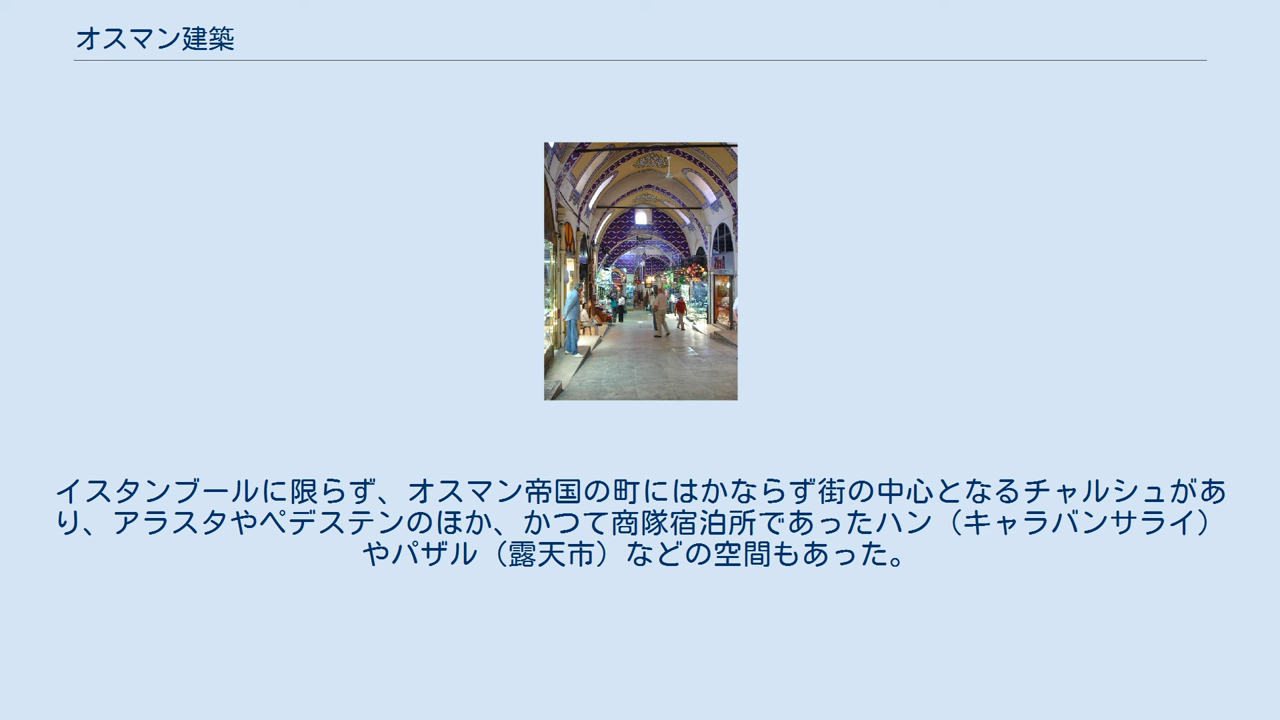 オスマン建築
イスタンブールに限らず、オスマン帝国の町にはかならず街の中心となるチャルシュがあ
り、アラスタやペデステンのほか、かつて商隊宿泊所であったハン（キャラバンサライ）
やパザル（露天市）などの空間もあった。